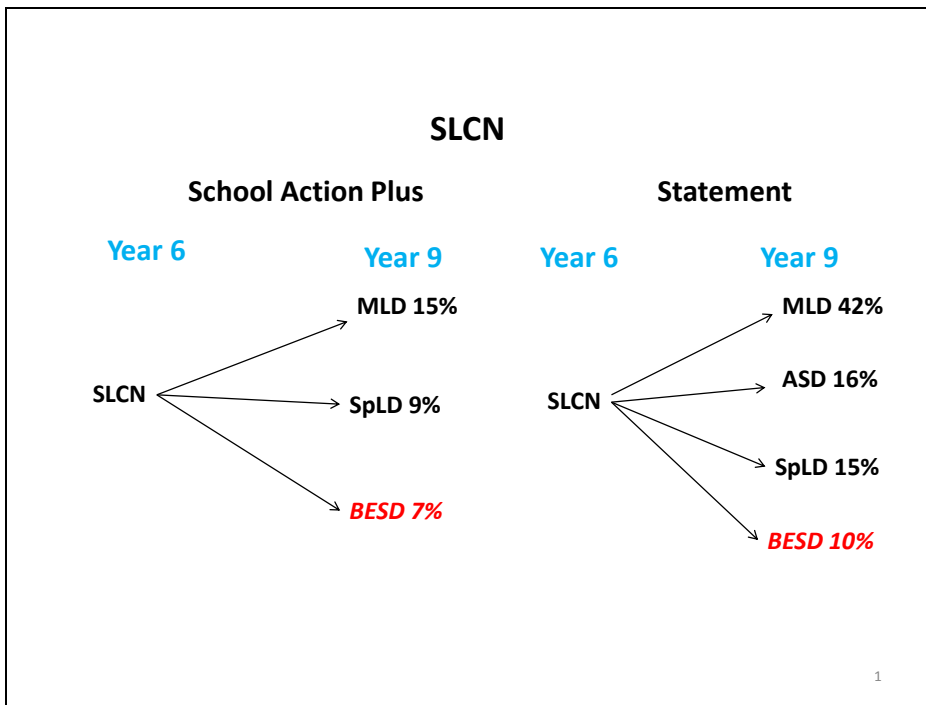 SLCN
School Action Plus
Statement
Year 6
Year 9
Year 6
Year 9
MLD 15%
SLCN
SpLD 9%
BESD 7%
MLD 42%
SLCN
ASD 16%
SpLD 15%
BESD 10%
1